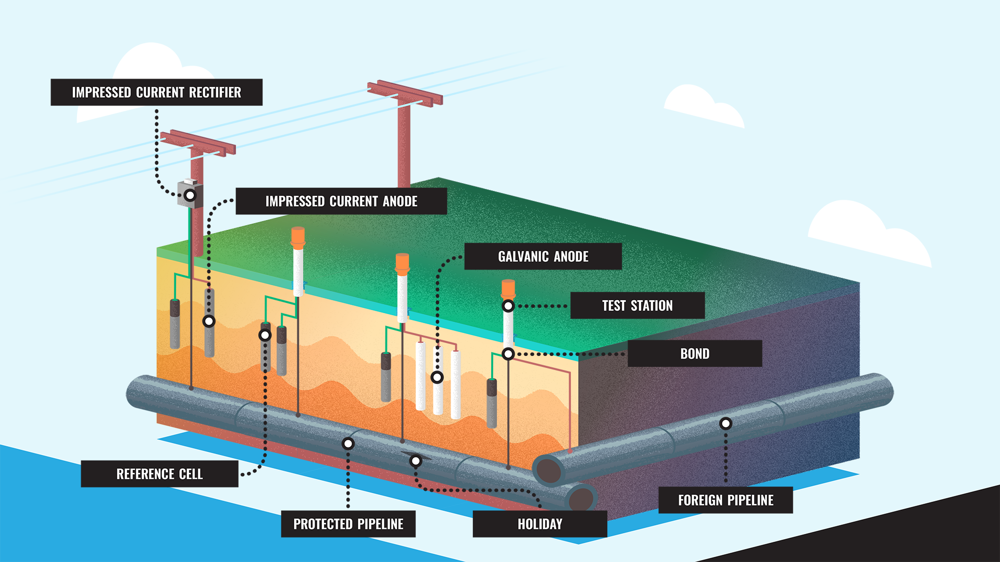 IMPRESSED CURRENT RECTIFIER
IMPRESSED CURRENT ANODE
GALVANIC ANODE
TEST STATION
BOND
REFERENCE CELL
FOREIGN PIPELINE
PROTECTED PIPELINE
HOLIDAY